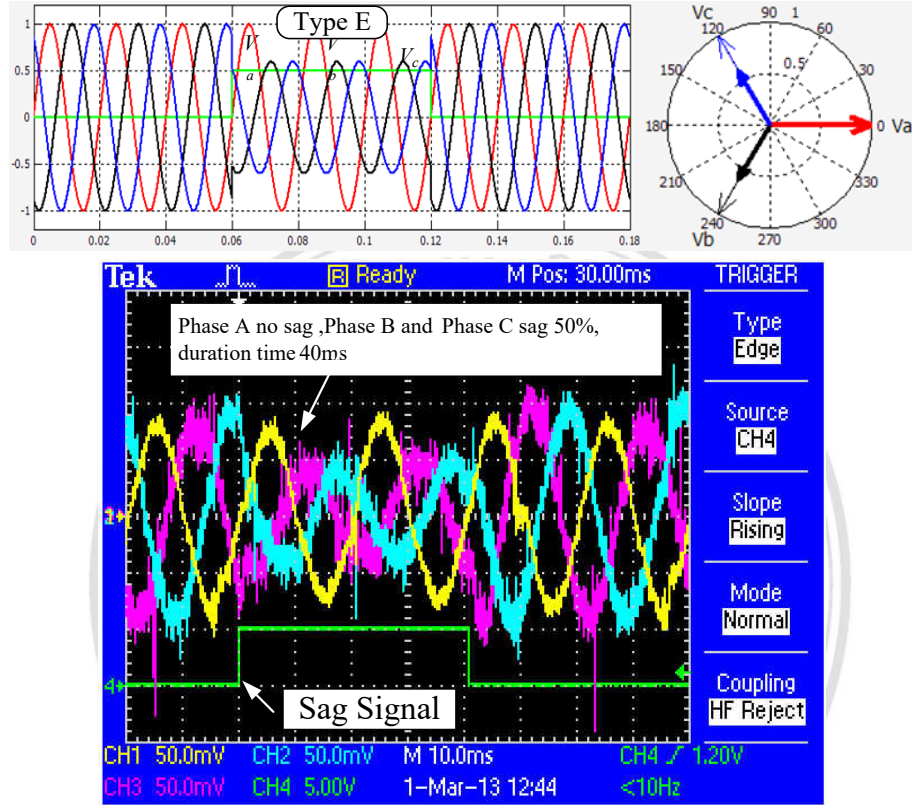 Type E
1
0.5
0
-0.5
-1
V a
V b
V c
0 0.02 0.04 0.06 0.08 0.1 0.12 0.14 0.16 0.18
Vc
90 1
120
60
0.5
150
30
180
0 Va
210
330
240
300
Vb
270
Tek
R Ready
M Pos: 30.00ms
TRIGGER
Phase A no sag ,Phase B and Phase C sag 50%,
duration time 40ms
Type
Edge
Source
CH4
Slope
Rising
Mode
Normal
Coupling
HF Reject
4
Sag Signal
CH1 50.0mV CH2 50.0mV M 10.0ms CH4 1.20V
CH3 50.0mV CH4 5.00V 1-Mar-13 12:44 <10Hz